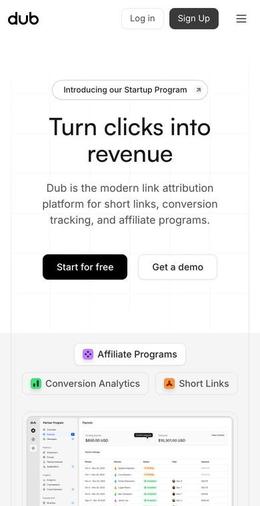 dub
Log in
Sign Up
Introducing our Startup Program
Turn clicks into
revenue
Dub is the modern link attribution
platform for short links, conversion
tracking, and affiliate programs.
Start for free
Get a demo
Affiliate Programs
Conversion Analytics
Short Links
Partner Program